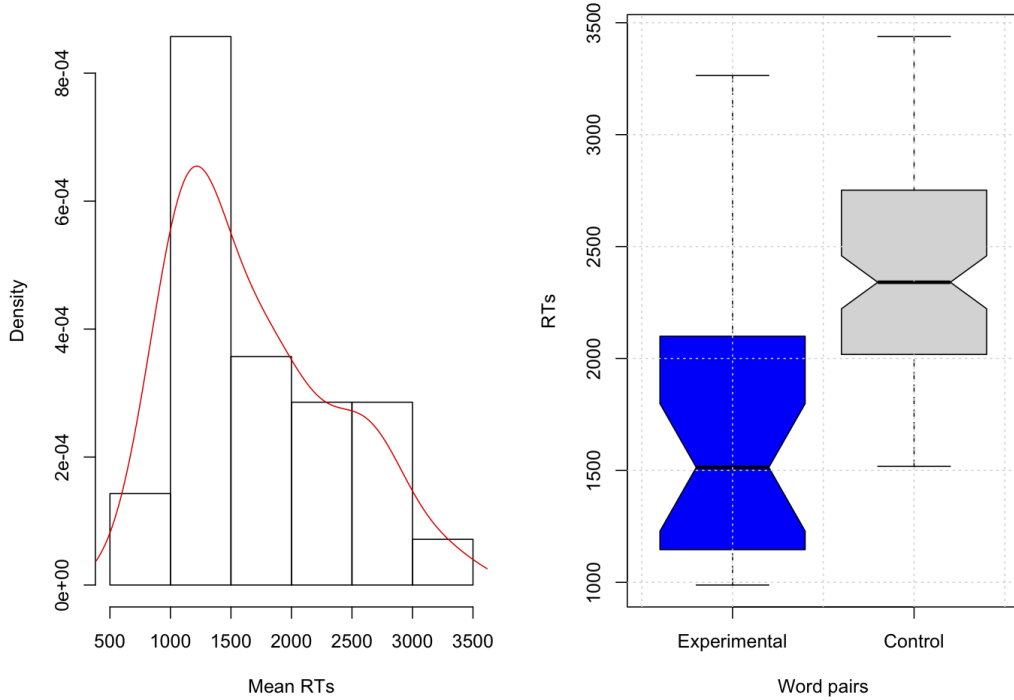 Density
0e+00
2e-04
4e-04
6e-04
8e-04
500 1000 1500 2000 2500 3000 3500
Mean RTs
RTs
1000
1500
2000
2500
3000
3500
Experimental Control
Word pairs